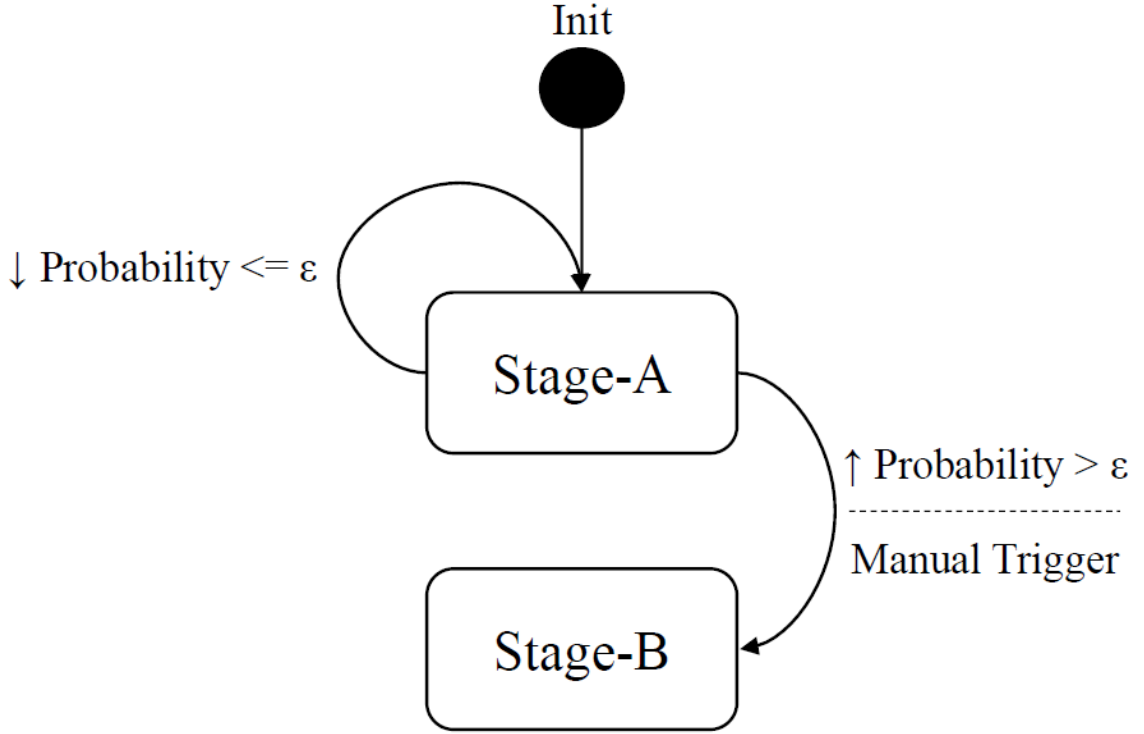 Init
↓ Probability <= ε
Stage-A
↑ Probability > ε
Manual Trigger
Stage-B